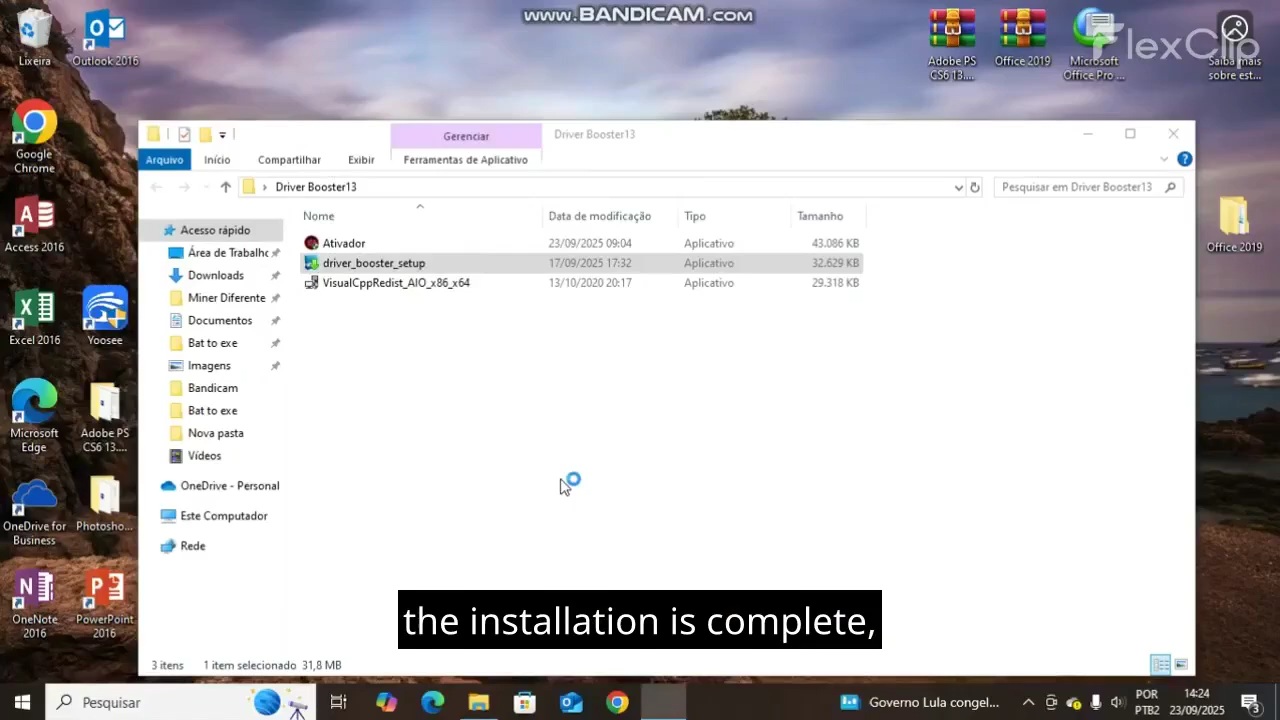 www.BANDICAM.com
FlexClip
Lixeira
Outlook 2016
Adobe PS
CS6 13....
Office 2019
Microsoft
Office Pro ...
Saiba mais
sobre est...
Google
Chrome
Access 2016
Excel 2016
Yoosee
Microsoft
Edge
Adobe PS
CS6 13....
OneDrive for
Business
Photosho...
OneNote
2016
PowerPoint
2016
Office 2019
Gerenciar
Driver Booster13
Arquivo
Início
Compartilhar
Exibir
Ferramentas de Aplicativo
Driver Booster13
Pesquisar em Driver Booster13
Nome
Data de modificação
Tipo
Tamanho
Ativador
23/09/2025 09:04
Aplicativo
43.086 KB
driver_booster_setup
17/09/2025 17:32
Aplicativo
32.629 KB
VisualCppRedist_AIO_x86_x64
13/10/2020 20:17
Aplicativo
29.318 KB
Acesso rápido
Área de Trabalho
Downloads
Miner Diferente
Documentos
Bat to exe
Imagens
Bandicam
Bat to exe
Nova pasta
Vídeos
OneDrive - Personal
Este Computador
Rede
the installation is complete,
3 itens
1 item selecionado
31,8 MB
Pesquisar
Governo Lula congel...
POR
PTB2
14:24
23/09/2025
3